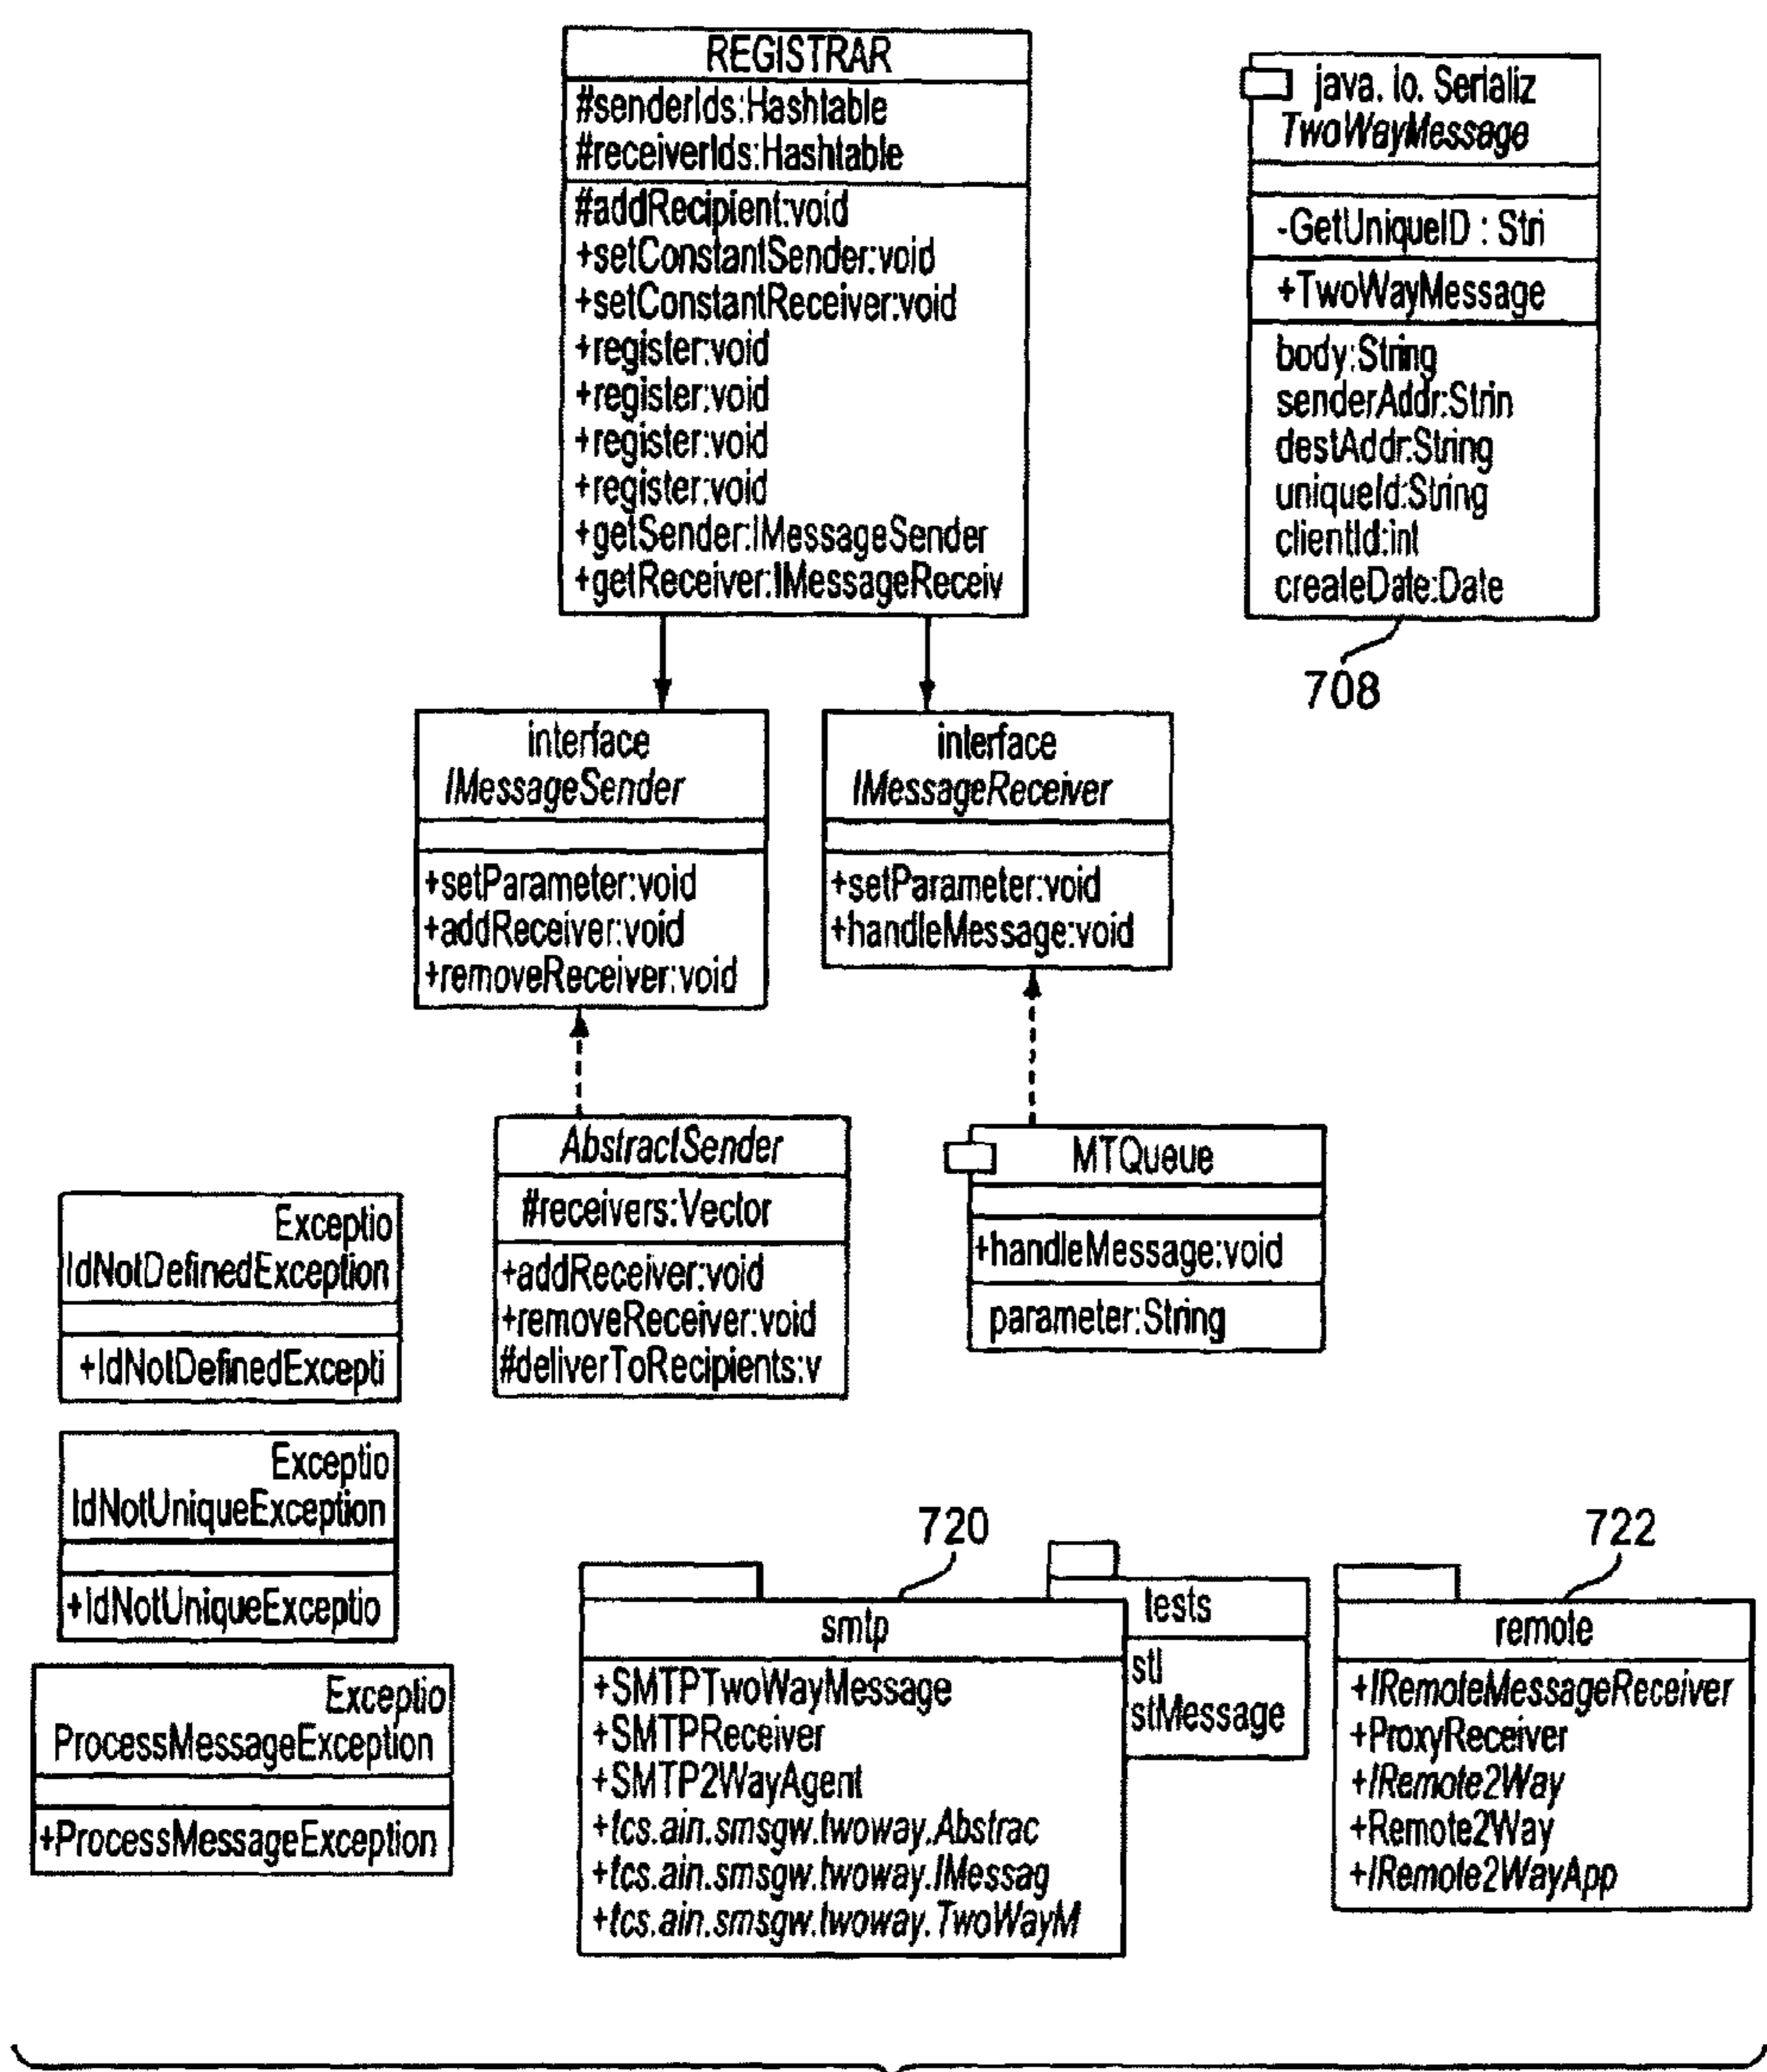 REGISTRAR
#senderIds:Hashtable
#receiverIds:Hashtable
#addRecipient:void
+setConstantSender:void
+setConstantReceiver:void
+register:void
+register:void
+register:void
+register:void
+getSender:IMessageSender
+getReceiver:IMessageReceiv
java. io. Serializ
TwoWayMessage
-GetUniqueID : Stri
+TwoWayMessage
body:String
senderAddr:Strin
destAddr:String
uniqueId:String
clientId:int
createDate:Date
708
interface
IMessageSender
+setParameter:void
+addReceiver:void
+removeReceiver:void
interface
IMessageReceiver
+setParameter:void
+handleMessage:void
AbstractSender
#receivers:Vector
+addReceiver:void
+removeReceiver:void
#deliverToRecipients:v
MTQueue
+handleMessage:void
parameter:String
Exceptio
IdNotDefinedException
+IdNotDefinedExcepti
Exceptio
IdNotUniqueException
+IdNotUniqueExceptio
Exceptio
ProcessMessageException
+ProcessMessageException
720
smtp
+SMTPTwoWayMessage
+SMTPReceiver
+SMTP2WayAgent
+tcs.ain.smsgw.twoway.Abstrac
+tcs.ain.smsgw.twoway.IMessag
+tcs.ain.smsgw.twoway.TwoWayM
tests
stI
stMessage
722
remote
+IRemoteMessageReceiver
+ProxyReceiver
+IRemote2Way
+Remote2Way
+IRemote2WayApp